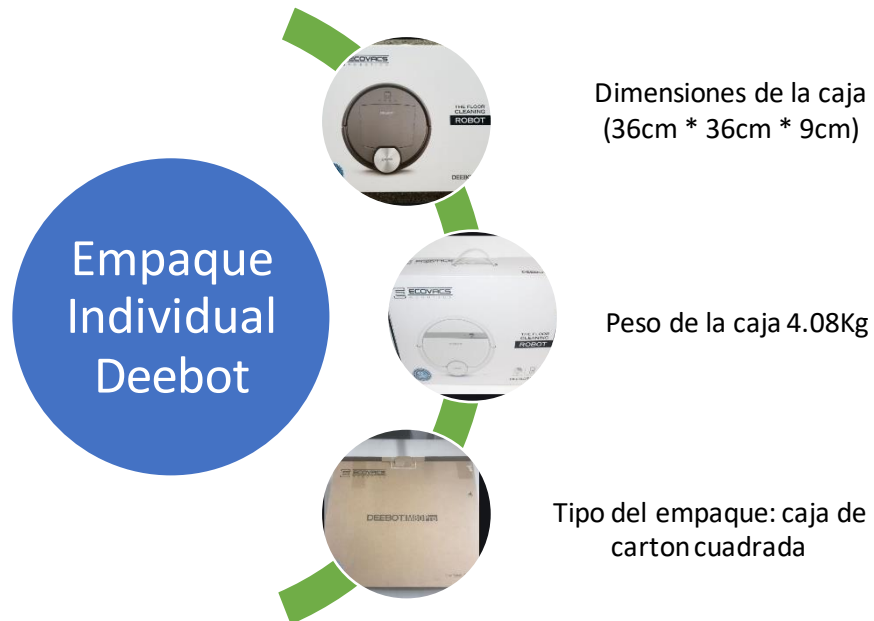 Empaque
Individual
Deebot
ECOVACS
THE FLOOR
CLEANING
ROBOT
Dimensiones de la caja
(36cm * 36cm * 9cm)
ECOVACS
THE FLOOR
CLEANING
ROBOT
Peso de la caja 4.08Kg
ECOVACS
DEEBOT
Tipo del empaque: caja de
carton cuadrada